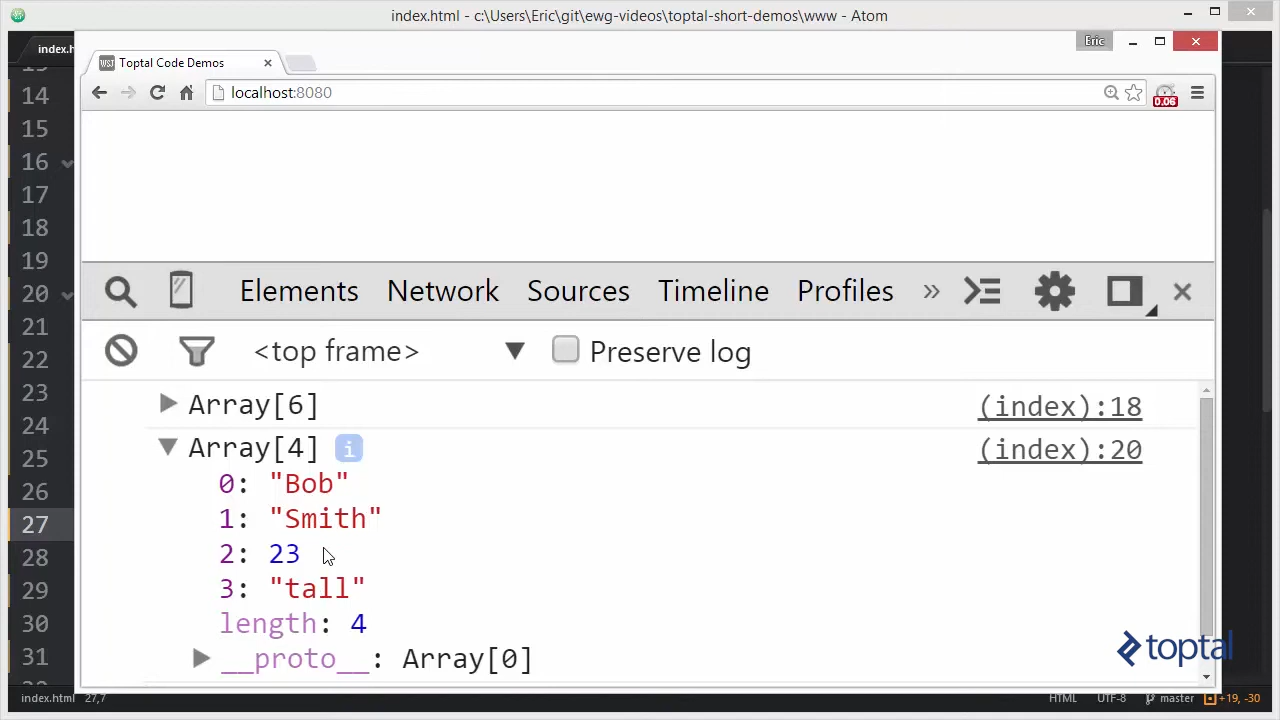 index.html - c:\Users\Eric\git\ewg-videos\toptal-short-demos\www - Atom
index.h
Eric
Toptal Code Demos
localhost:8080
0.06
Elements Network Sources Timeline Profiles »
<top frame> Preserve log
14
15
16
17
18
19
20
21
22
23
24
25
26
27
28
29
30
31
Array[6] (index):18
Array[4] i (index):20
0: "Bob"
1: "Smith"
2: 23
3: "tall"
length: 4
__proto__: Array[0]
toptal
index.html 27,7 HTML UTF-8 master +19, -30